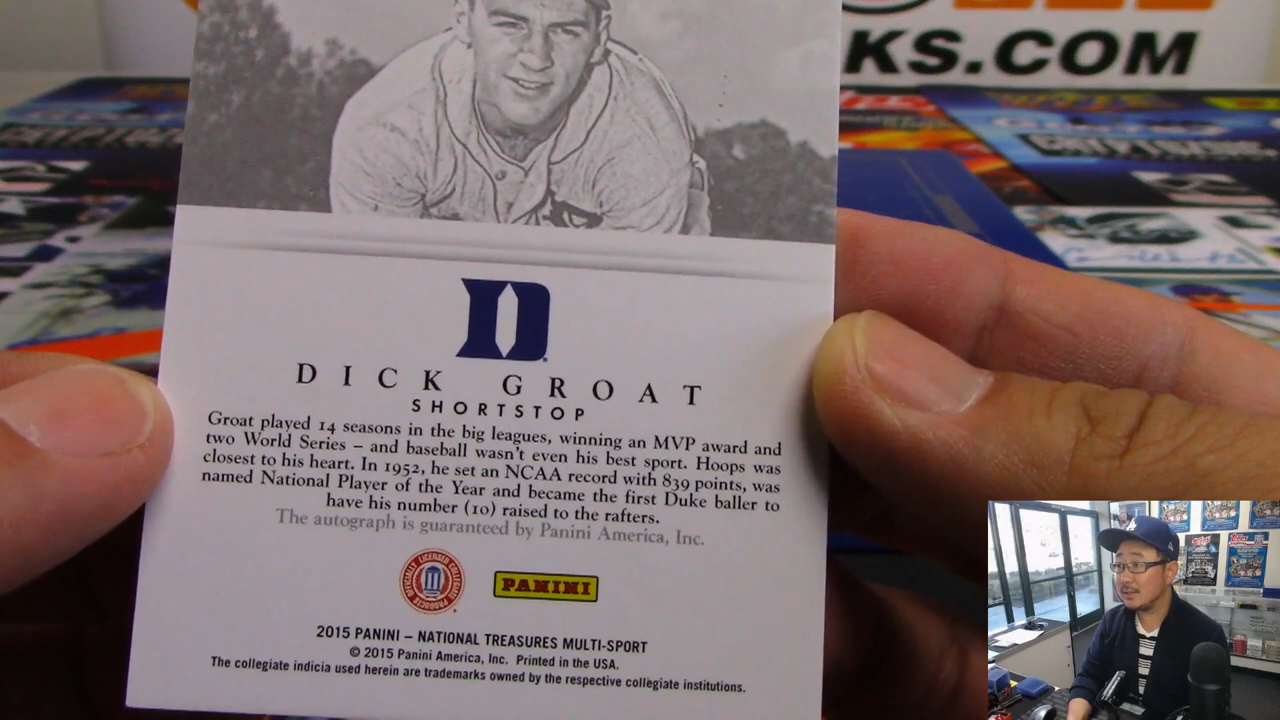 KS.COM
D
DICK GROAT
SHORTSTOP
Groat played 14 seasons in the big leagues, winning an MVP award and
two World Series – and baseball wasn't even his best sport. Hoops was
closest to his heart. In 1952, he set an NCAA record with 839 points, was
named National Player of the Year and became the first Duke baller to
have his number (10) raised to the rafters.
The autograph is guaranteed by Panini America, Inc.
OFFICIALLY LICENSED COLLEGIATE PRODUCTS
PANINI
2015 PANINI – NATIONAL TREASURES MULTI-SPORT
© 2015 Panini America, Inc. Printed in the USA.
The collegiate indicia used herein are trademarks owned by the respective collegiate institutions.